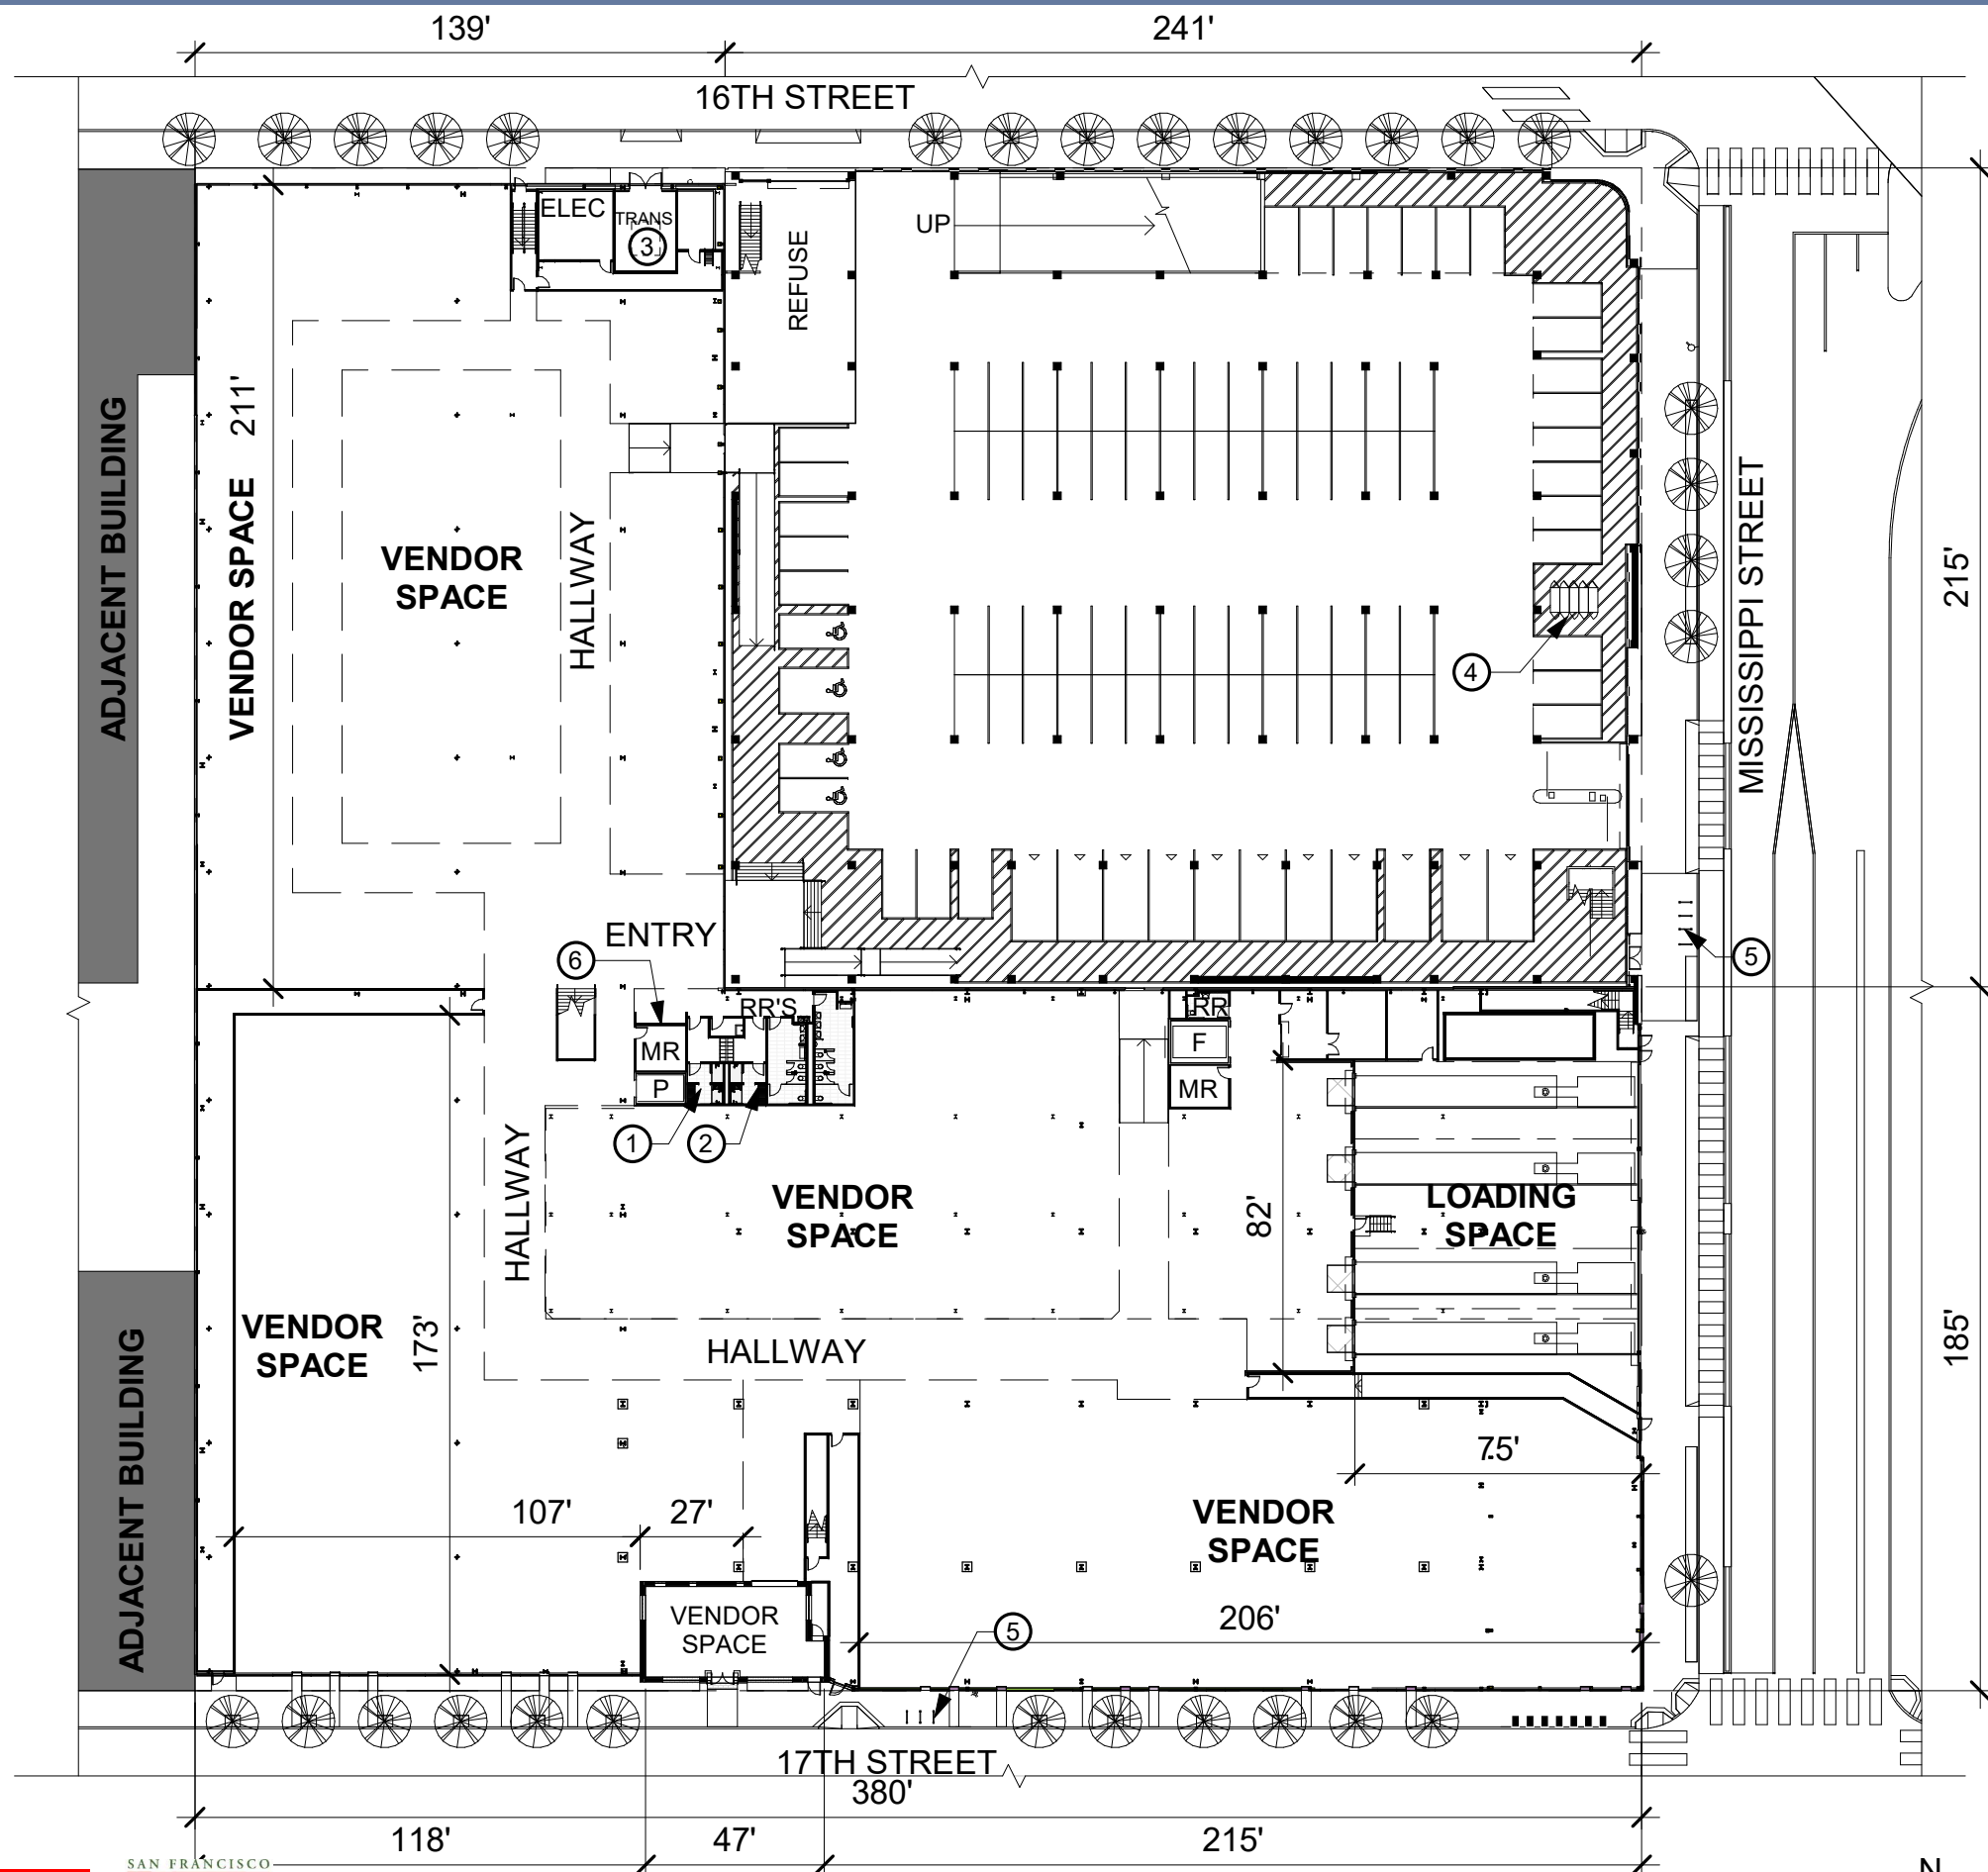 139'
241'
16TH STREET
ELEC
TRANS
3
REFUSE
UP
ADJACENT BUILDING
VENDOR SPACE
211'
VENDOR
SPACE
HALLWAY
4
MISSISSIPPI STREET
215'
ENTRY
6
5
RR'S
RR
MR
P
F
MR
1
2
HALLWAY
VENDOR
SPACE
82'
LOADING
SPACE
VENDOR
SPACE
173'
HALLWAY
185'
ADJACENT BUILDING
75'
107'
27'
VENDOR
SPACE
VENDOR
SPACE
206'
5
17TH STREET
380'
118'
47'
215'
SAN FRANCISCO
N